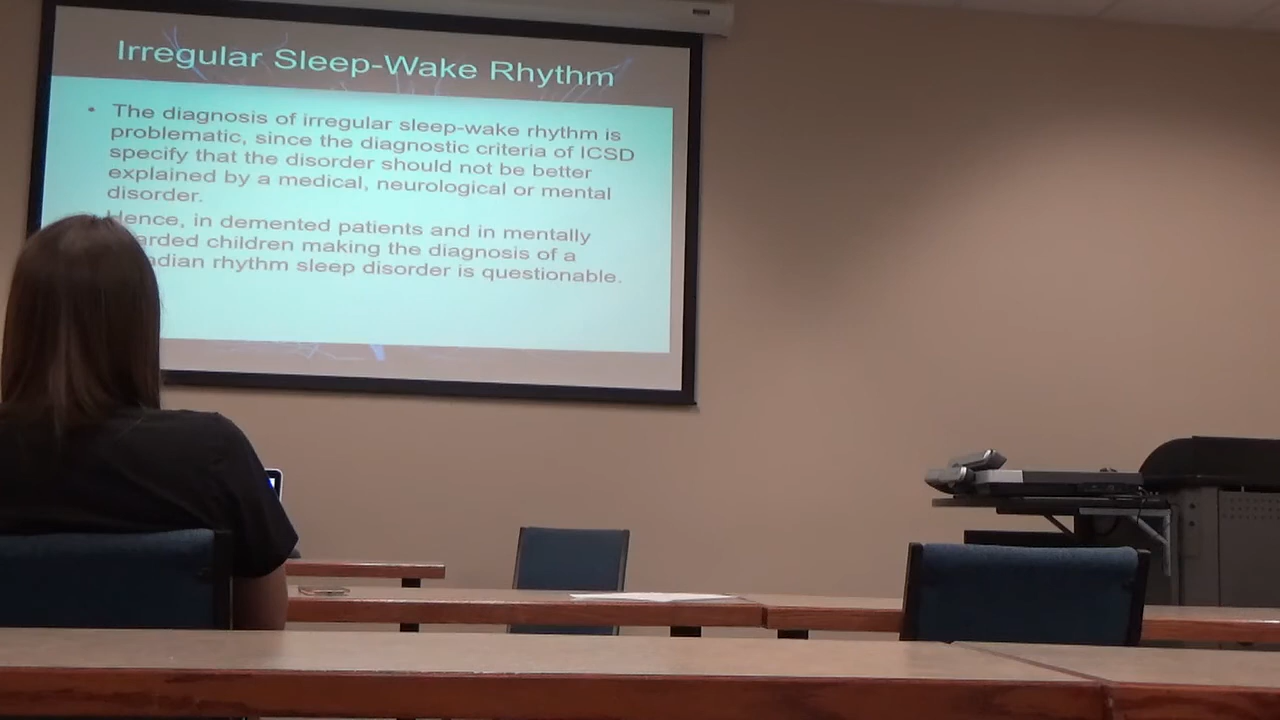 Irregular Sleep-Wake Rhythm
• The diagnosis of irregular sleep-wake rhythm is
problematic, since the diagnostic criteria of ICSD
specify that the disorder should not be better
explained by a medical, neurological or mental
disorder.
Hence, in demented patients and in mentally
children making the diagnosis of a
rhythm sleep disorder is questionable.